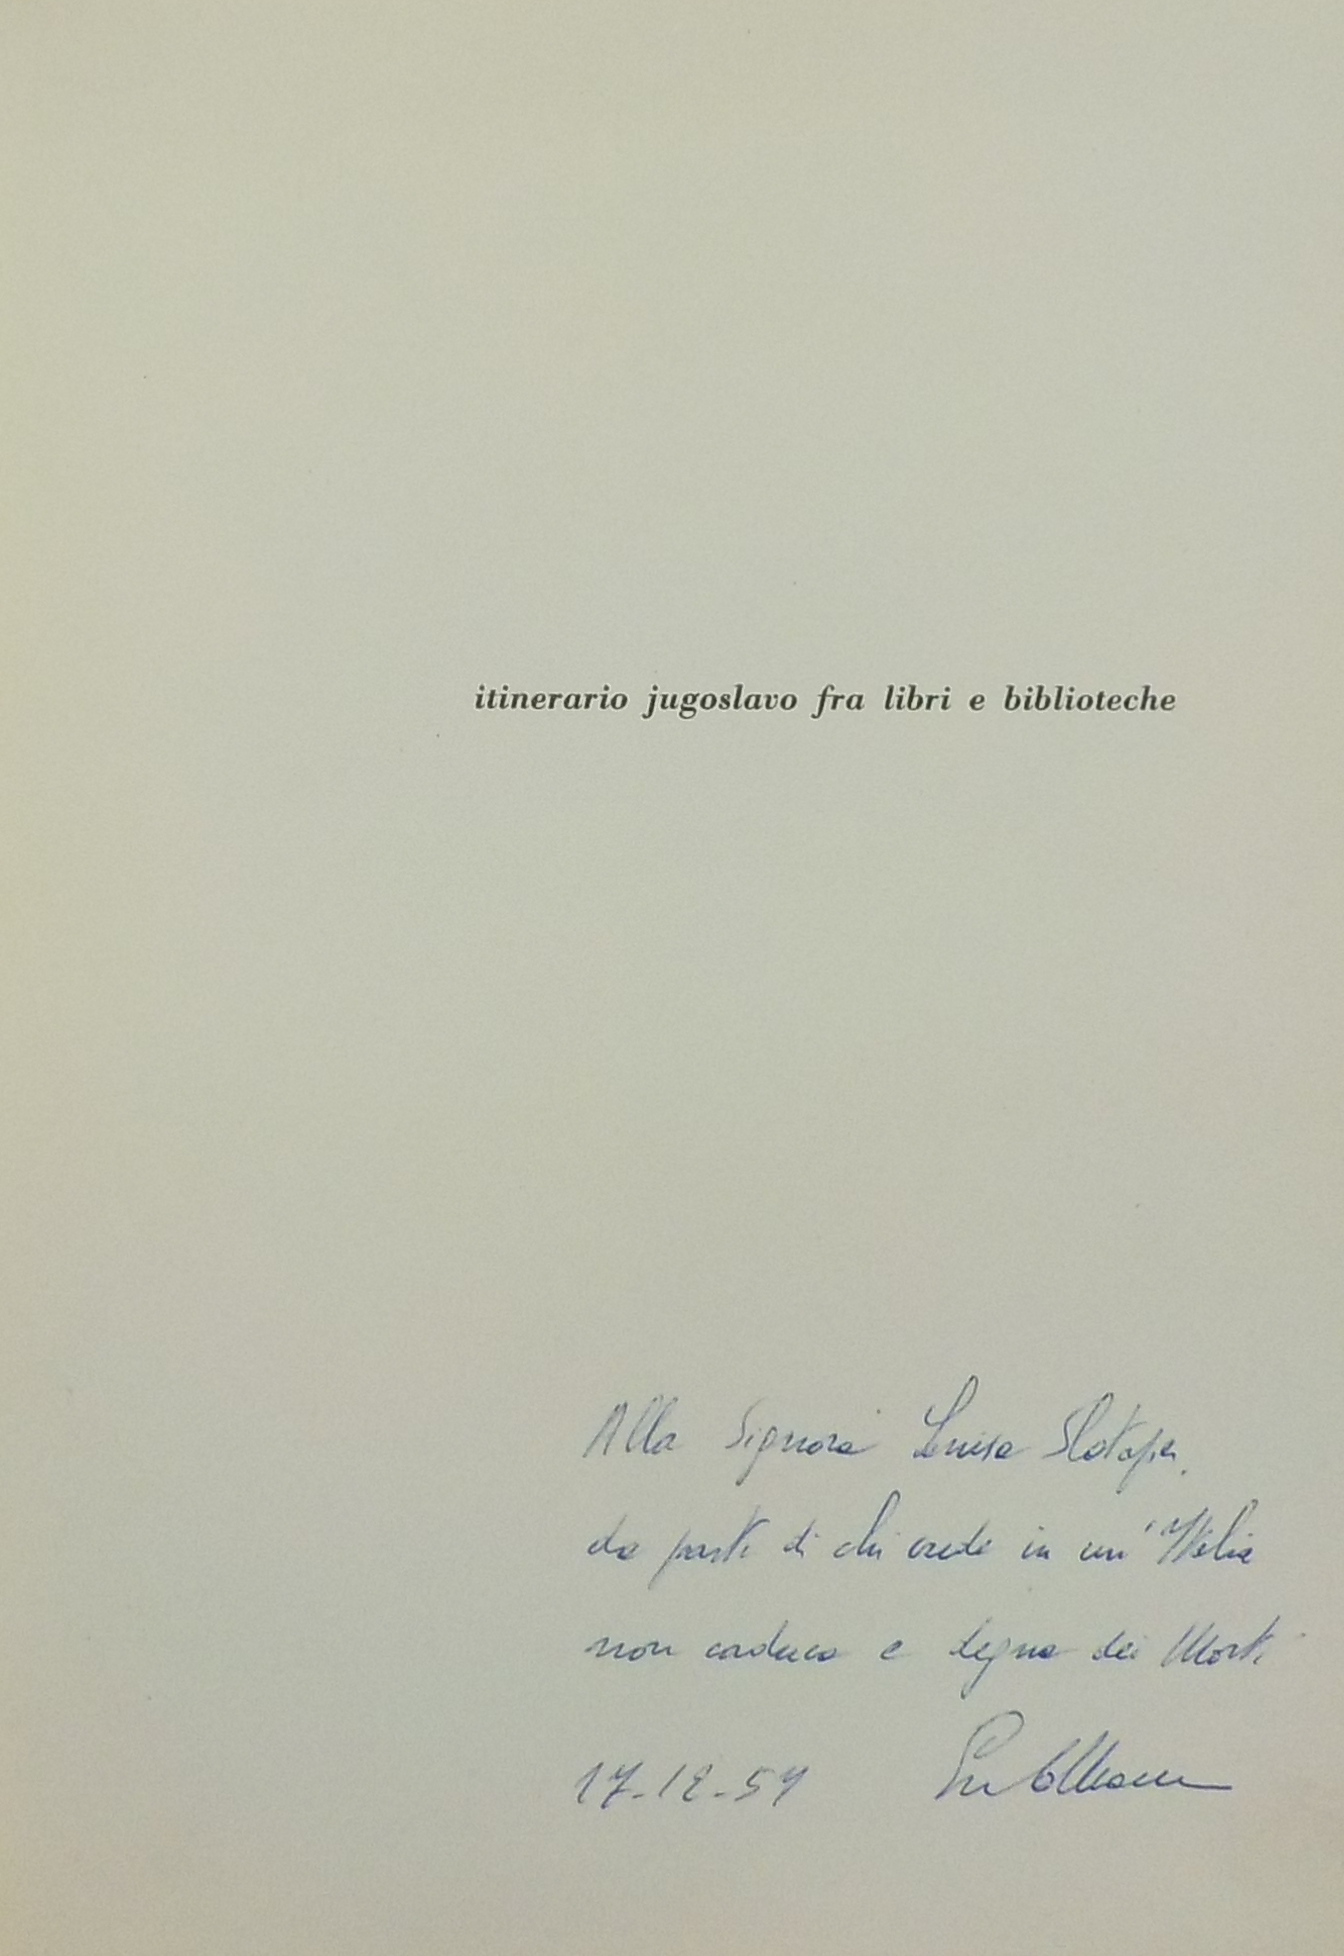 itinerario jugoslavo fra libri e biblioteche
Alla Signora Luisa Slataper
da parte di chi crede in un'Italia
non caduca e degna dei Morti
17-12-59